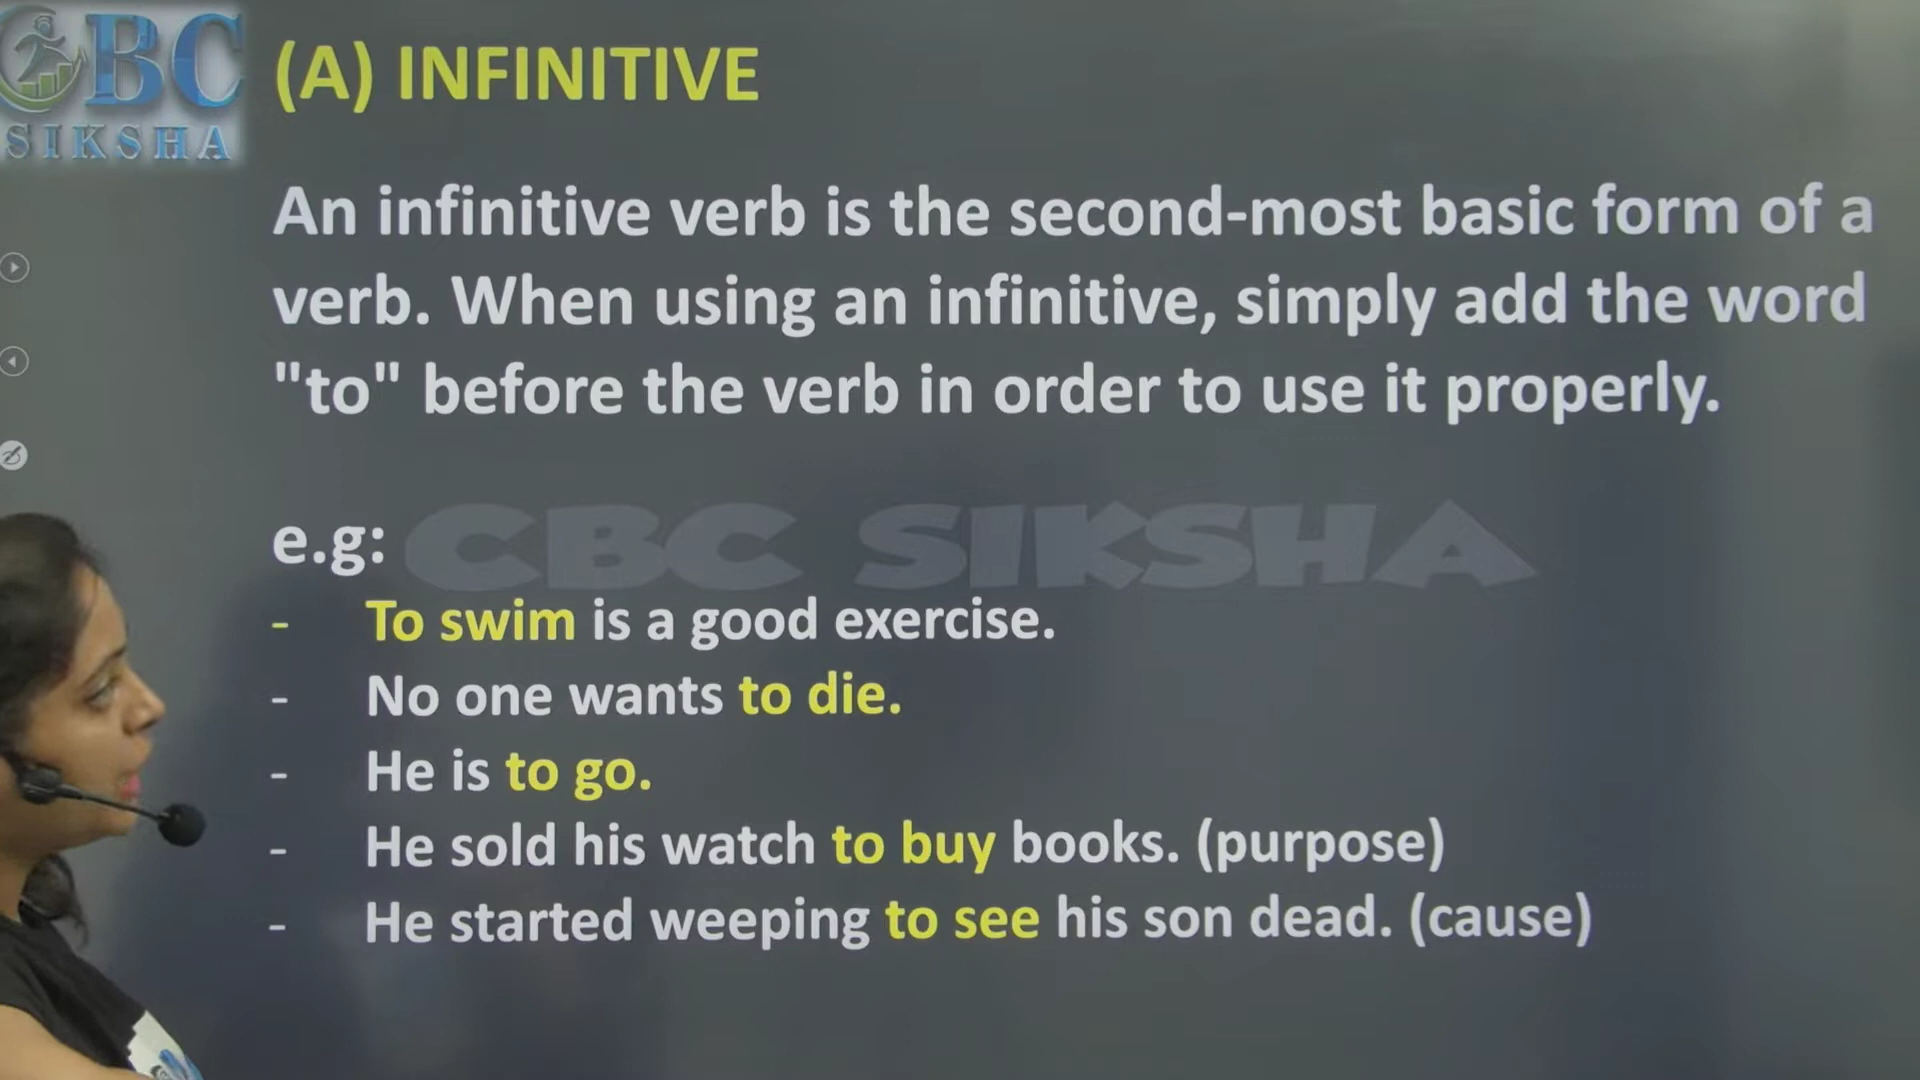 CBC
SIKSHA
(A) INFINITIVE
An infinitive verb is the second-most basic form of a
verb. When using an infinitive, simply add the word
"to" before the verb in order to use it properly.
CBC SIKSHA
e.g:
- To swim is a good exercise.
- No one wants to die.
- He is to go.
- He sold his watch to buy books. (purpose)
- He started weeping to see his son dead. (cause)